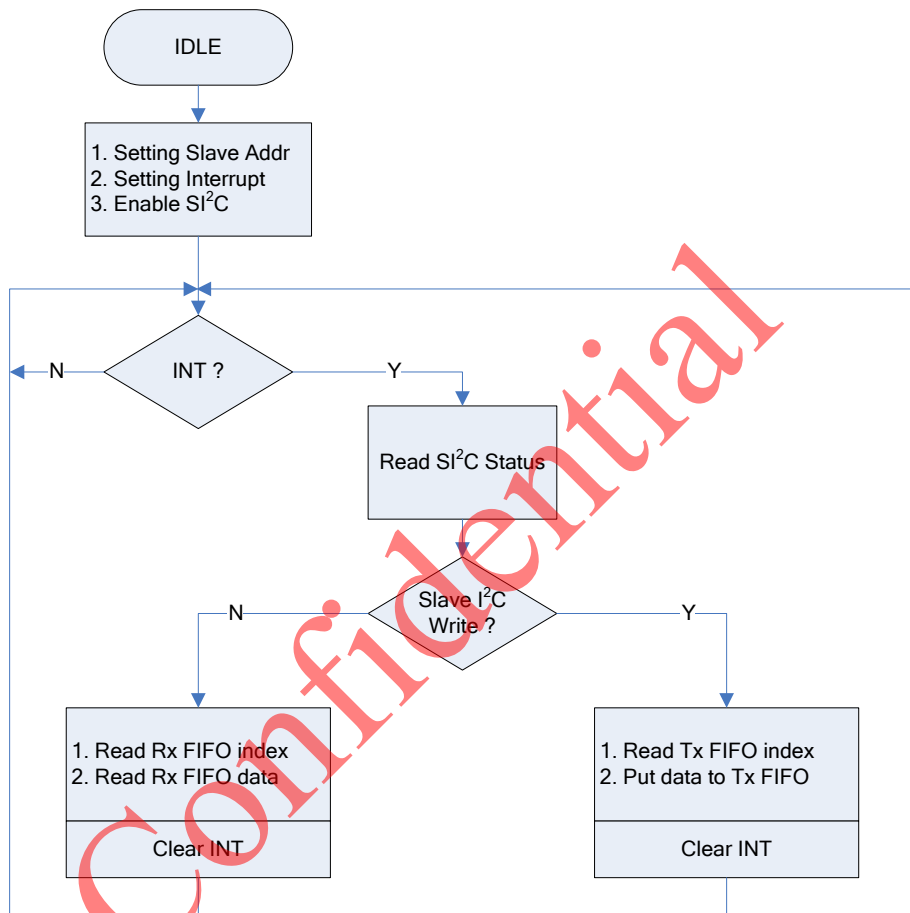 IDLE
1. Setting Slave Addr
2. Setting Interrupt
3. Enable SI²C
INT ?
N
Y
Read SI²C Status
Slave I²C
Write ?
N
Y
1. Read Rx FIFO index
2. Read Rx FIFO data
Clear INT
1. Read Tx FIFO index
2. Put data to Tx FIFO
Clear INT
Confidential